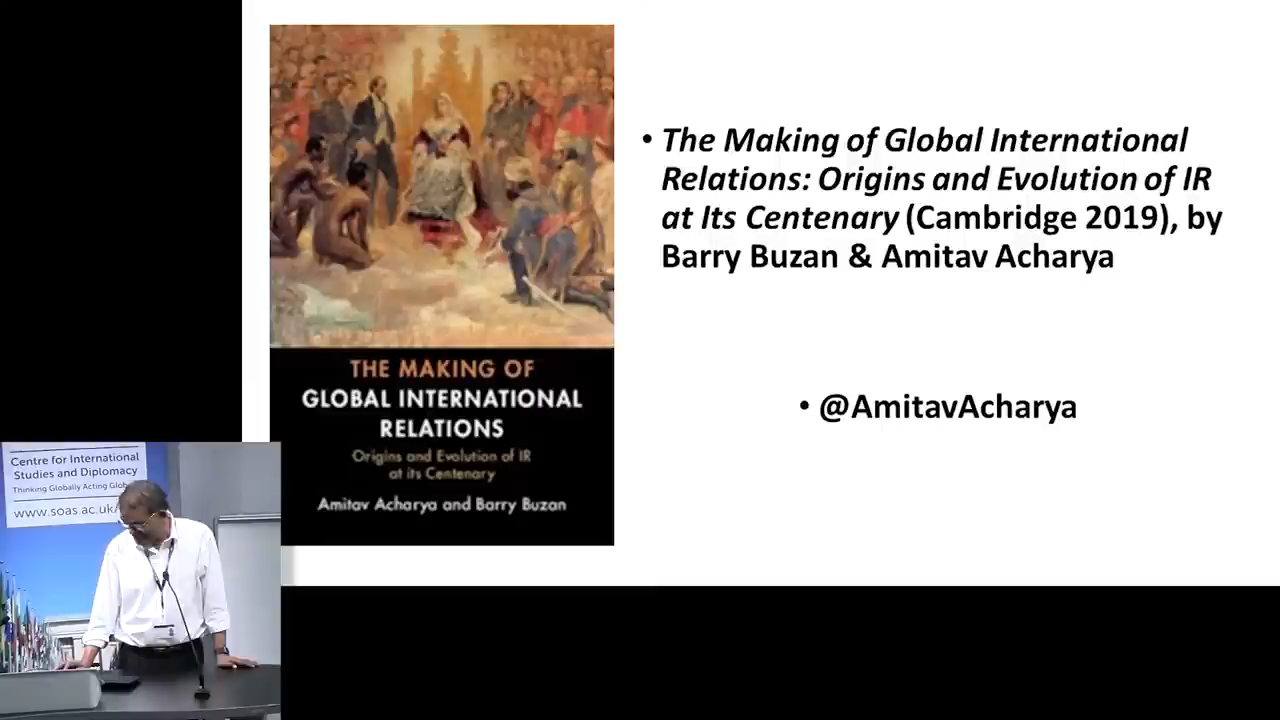 • The Making of Global International
Relations: Origins and Evolution of IR
at Its Centenary (Cambridge 2019), by
Barry Buzan & Amitav Acharya
• @AmitavAcharya
THE MAKING OF
GLOBAL INTERNATIONAL
RELATIONS
Origins and Evolution of IR
at its Centenary
Amitav Acharya and Barry Buzan
Centre for International
Studies and Diplomacy
Thinking Globally Acting
www.soas.ac.uk/